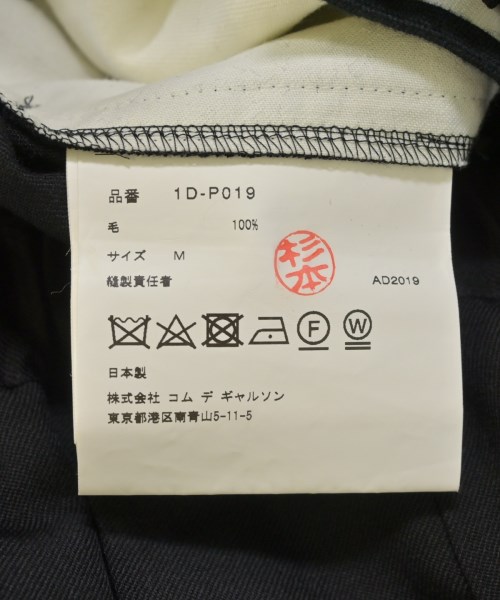 品番 1D-P019
毛 100%
サイズ M
杉本
縫製責任者 AD2019
F W
日本製
株式会社 コム デ ギャルソン
東京都港区南青山5-11-5